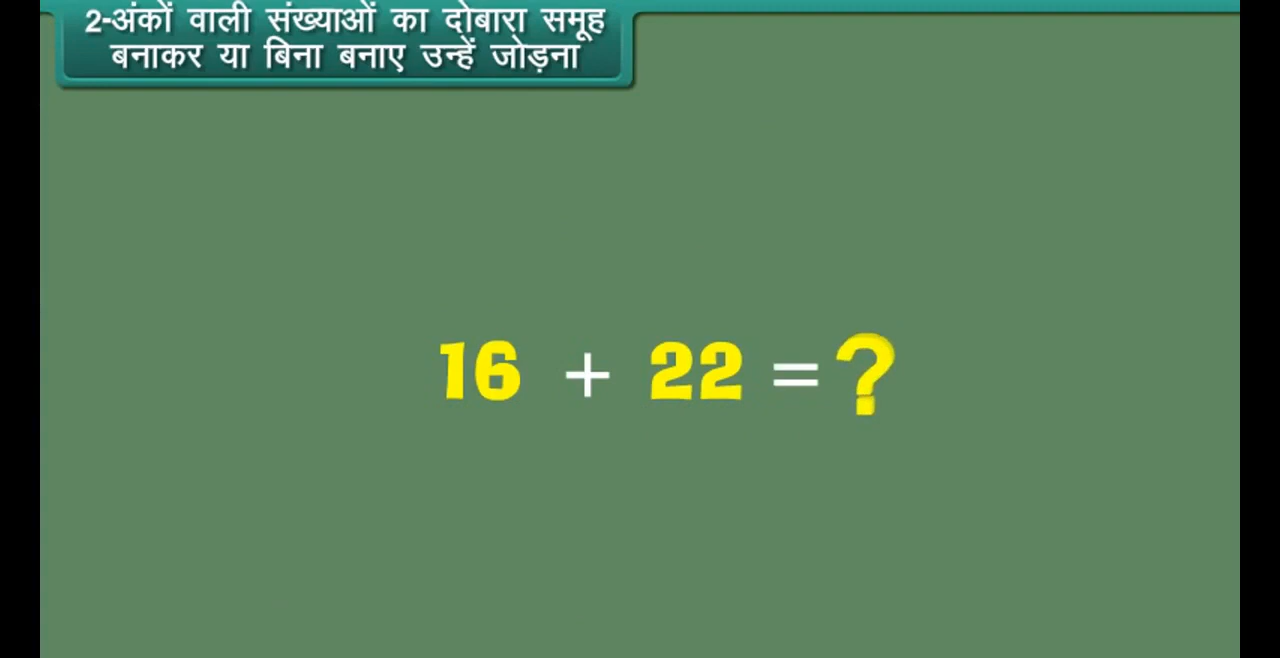 2-अंकों वाली संख्याओं का दोबारा समूह
बनाकर या बिना बनाए उन्हें जोड़ना
16 + 22 = ?